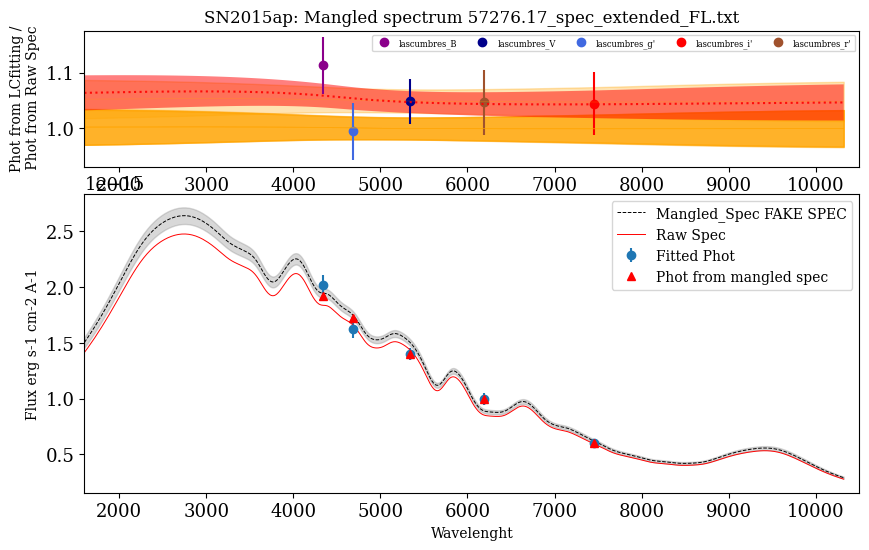 SN2015ap: Mangled spectrum 57276.17_spec_extended_FL.txt
Phot from LCfitting /
Phot from Raw Spec
1.1
1.0
lascumbres_B
lascumbres_V
lascumbres_g'
lascumbres_i'
lascumbres_r'
2000 3000 4000 5000 6000 7000 8000 9000 10000
1e−15
Flux erg s-1 cm-2 A-1
2.5
2.0
1.5
1.0
0.5
Mangled_Spec FAKE SPEC
Raw Spec
Fitted Phot
Phot from mangled spec
2000 3000 4000 5000 6000 7000 8000 9000 10000
Wavelenght